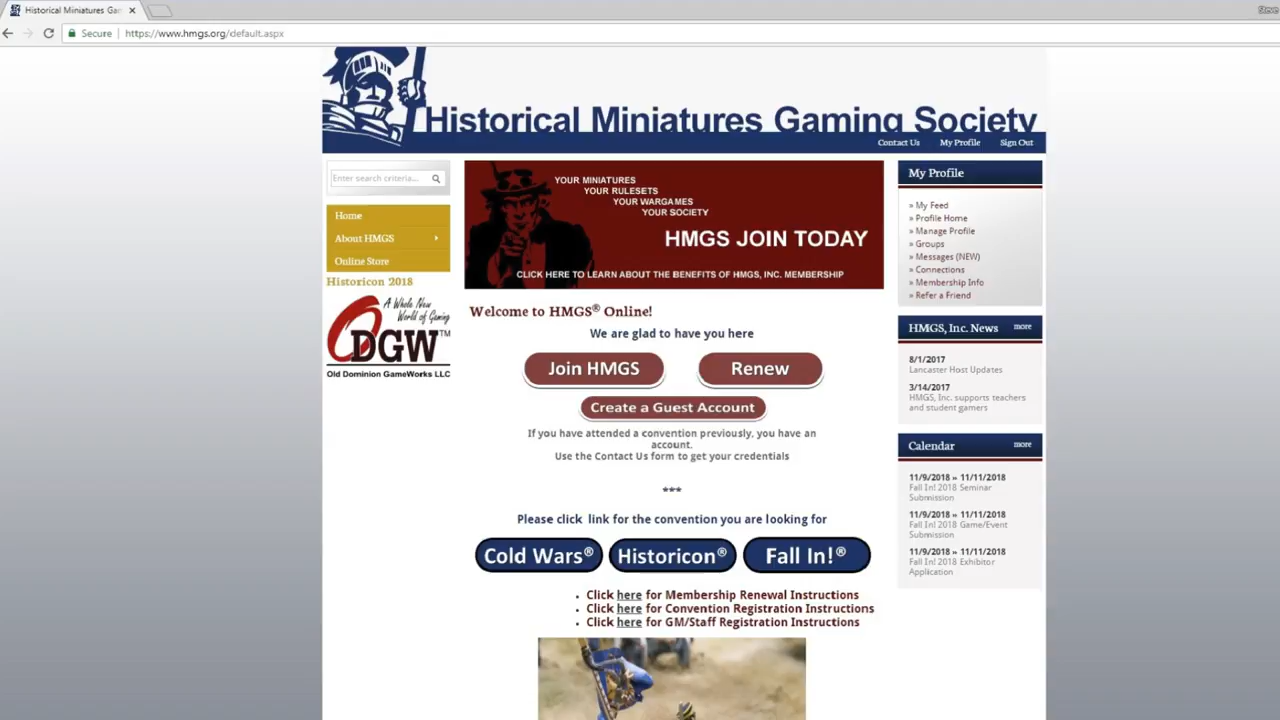 Historical Miniatures Gam
Steve
Secure
https://www.hmgs.org/default.aspx
Historical Miniatures Gaming Society
Contact Us My Profile Sign Out
Enter search criteria...
Home
About HMGS
Online Store
Historicon 2018
A Whole New
World of Gaming
ODGW™
Old Dominion GameWorks LLC
YOUR MINIATURES
YOUR RULESETS
YOUR WARGAMES
YOUR SOCIETY
HMGS JOIN TODAY
CLICK HERE TO LEARN ABOUT THE BENEFITS OF HMGS, INC. MEMBERSHIP
Welcome to HMGS® Online!
We are glad to have you here
Join HMGS Renew
Create a Guest Account
If you have attended a convention previously, you have an
account.
Use the Contact Us form to get your credentials
***
Please click link for the convention you are looking for
Cold Wars® Historicon® Fall In!®
• Click here for Membership Renewal Instructions
• Click here for Convention Registration Instructions
• Click here for GM/Staff Registration Instructions
My Profile
» My Feed
» Profile Home
» Manage Profile
» Groups
» Messages (NEW)
» Connections
» Membership Info
» Refer a Friend
HMGS, Inc. News more
8/1/2017
Lancaster Host Updates
3/14/2017
HMGS, Inc. supports teachers
and student gamers
Calendar more
11/9/2018 » 11/11/2018
Fall In! 2018 Seminar
Submission
11/9/2018 » 11/11/2018
Fall In! 2018 Game/Event
Submission
11/9/2018 » 11/11/2018
Fall In! 2018 Exhibitor
Application